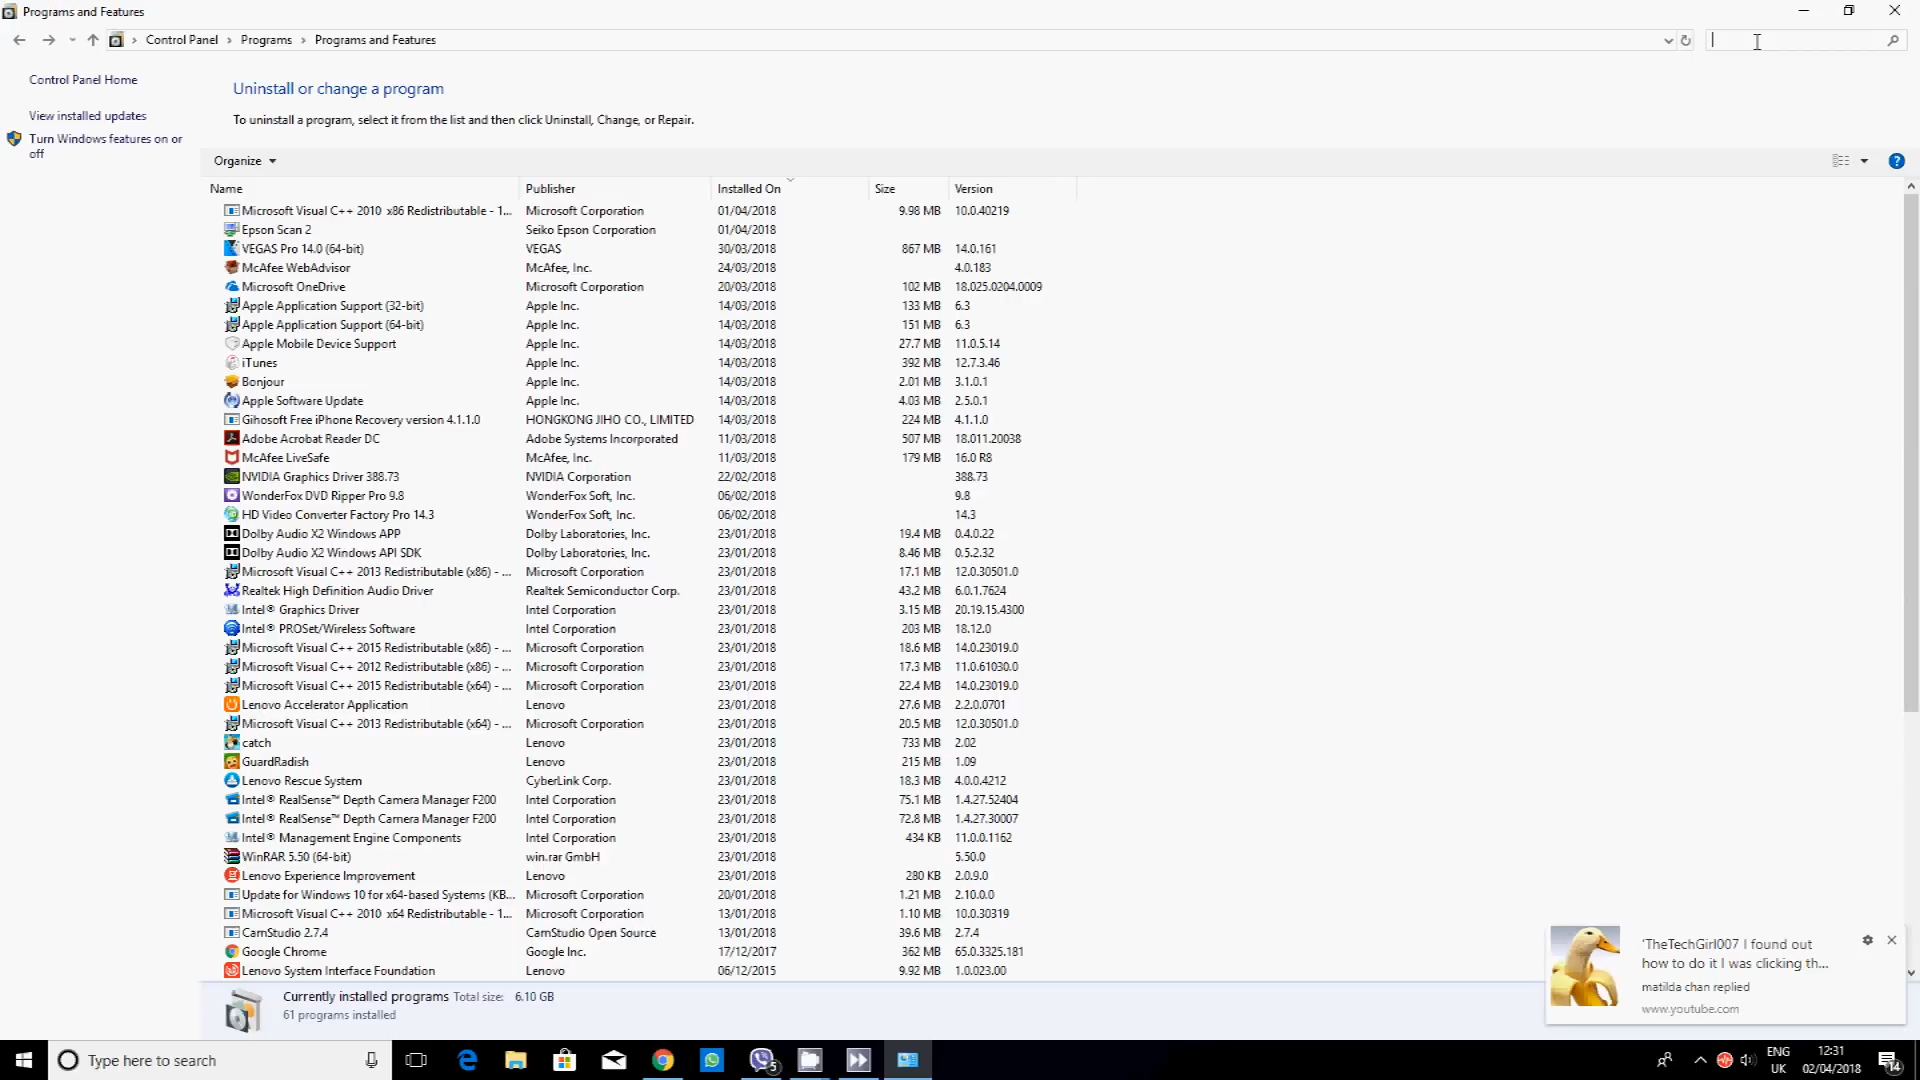 Programs and Features
Control Panel > Programs > Programs and Features
Control Panel Home
View installed updates
Turn Windows features on or
off
Uninstall or change a program
To uninstall a program, select it from the list and then click Uninstall, Change, or Repair.
Organize
Name Publisher Installed On Size Version
Microsoft Visual C++ 2010 x86 Redistributable - 1... Microsoft Corporation 01/04/2018 9.98 MB 10.0.40219
Epson Scan 2 Seiko Epson Corporation 01/04/2018
VEGAS Pro 14.0 (64-bit) VEGAS 30/03/2018 867 MB 14.0.161
McAfee WebAdvisor McAfee, Inc. 24/03/2018 4.0.183
Microsoft OneDrive Microsoft Corporation 20/03/2018 102 MB 18.025.0204.0009
Apple Application Support (32-bit) Apple Inc. 14/03/2018 133 MB 6.3
Apple Application Support (64-bit) Apple Inc. 14/03/2018 151 MB 6.3
Apple Mobile Device Support Apple Inc. 14/03/2018 27.7 MB 11.0.5.14
iTunes Apple Inc. 14/03/2018 392 MB 12.7.3.46
Bonjour Apple Inc. 14/03/2018 2.01 MB 3.1.0.1
Apple Software Update Apple Inc. 14/03/2018 4.03 MB 2.5.0.1
Gihosoft Free iPhone Recovery version 4.1.1.0 HONGKONG JIHO CO., LIMITED 14/03/2018 224 MB 4.1.1.0
Adobe Acrobat Reader DC Adobe Systems Incorporated 11/03/2018 507 MB 18.011.20038
McAfee LiveSafe McAfee, Inc. 11/03/2018 179 MB 16.0 R8
NVIDIA Graphics Driver 388.73 NVIDIA Corporation 22/02/2018 388.73
WonderFox DVD Ripper Pro 9.8 WonderFox Soft, Inc. 06/02/2018 9.8
HD Video Converter Factory Pro 14.3 WonderFox Soft, Inc. 06/02/2018 14.3
Dolby Audio X2 Windows APP Dolby Laboratories, Inc. 23/01/2018 19.4 MB 0.4.0.22
Dolby Audio X2 Windows API SDK Dolby Laboratories, Inc. 23/01/2018 8.46 MB 0.5.2.32
Microsoft Visual C++ 2013 Redistributable (x86) - ... Microsoft Corporation 23/01/2018 17.1 MB 12.0.30501.0
Realtek High Definition Audio Driver Realtek Semiconductor Corp. 23/01/2018 43.2 MB 6.0.1.7624
Intel® Graphics Driver Intel Corporation 23/01/2018 3.15 MB 20.19.15.4300
Intel® PROSet/Wireless Software Intel Corporation 23/01/2018 203 MB 18.12.0
Microsoft Visual C++ 2015 Redistributable (x86) - ... Microsoft Corporation 23/01/2018 18.6 MB 14.0.23019.0
Microsoft Visual C++ 2012 Redistributable (x86) - ... Microsoft Corporation 23/01/2018 17.3 MB 11.0.61030.0
Microsoft Visual C++ 2015 Redistributable (x64) - ... Microsoft Corporation 23/01/2018 22.4 MB 14.0.23019.0
Lenovo Accelerator Application Lenovo 23/01/2018 27.6 MB 2.2.0.0701
Microsoft Visual C++ 2013 Redistributable (x64) - ... Microsoft Corporation 23/01/2018 20.5 MB 12.0.30501.0
catch Lenovo 23/01/2018 733 MB 2.02
GuardRadish Lenovo 23/01/2018 215 MB 1.09
Lenovo Rescue System CyberLink Corp. 23/01/2018 18.3 MB 4.0.0.4212
Intel® RealSense™ Depth Camera Manager F200 Intel Corporation 23/01/2018 75.1 MB 1.4.27.52404
Intel® RealSense™ Depth Camera Manager F200 Intel Corporation 23/01/2018 72.8 MB 1.4.27.30007
Intel® Management Engine Components Intel Corporation 23/01/2018 434 KB 11.0.0.1162
WinRAR 5.50 (64-bit) win.rar GmbH 23/01/2018 5.50.0
Lenovo Experience Improvement Lenovo 23/01/2018 280 KB 2.0.9.0
Update for Windows 10 for x64-based Systems (KB... Microsoft Corporation 20/01/2018 1.21 MB 2.10.0.0
Microsoft Visual C++ 2010 x64 Redistributable - 1... Microsoft Corporation 13/01/2018 1.10 MB 10.0.30319
CamStudio 2.7.4 CamStudio Open Source 13/01/2018 39.6 MB 2.7.4
Google Chrome Google Inc. 17/12/2017 362 MB 65.0.3325.181
Lenovo System Interface Foundation Lenovo 06/12/2015 9.92 MB 1.0.023.00
Currently installed programs Total size: 6.10 GB
61 programs installed
'TheTechGirl007 I found out
how to do it I was clicking th...
matilda chan replied
www.youtube.com
Type here to search
5
ENG
UK
12:31
02/04/2018
14